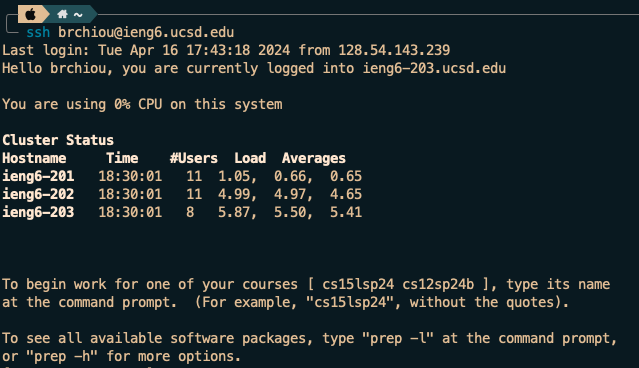 ~
ssh brchiou@ieng6.ucsd.edu
Last login: Tue Apr 16 17:43:18 2024 from 128.54.143.239
Hello brchiou, you are currently logged into ieng6-203.ucsd.edu
You are using 0% CPU on this system
Cluster Status
Hostname     Time    #Users  Load  Averages
ieng6-201   18:30:01   11  1.05,  0.66,  0.65
ieng6-202   18:30:01   11  4.99,  4.97,  4.65
ieng6-203   18:30:01   8   5.87,  5.50,  5.41
To begin work for one of your courses [ cs15lsp24 cs12sp24b ], type its name
at the command prompt.  (For example, "cs15lsp24", without the quotes).
To see all available software packages, type "prep -l" at the command prompt,
or "prep -h" for more options.